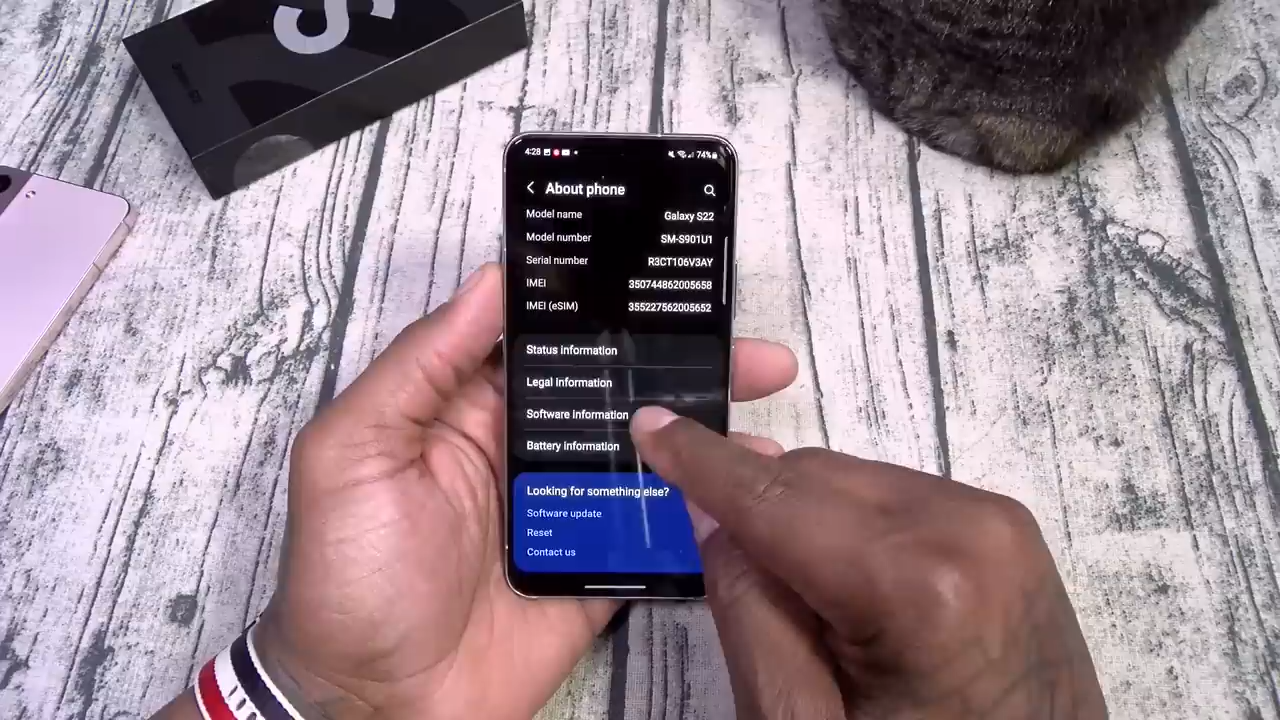 S
4:28
74%
About phone
Model name Galaxy S22
Model number SM-S901U1
Serial number R3CT106V3AY
IMEI 350744862005658
IMEI (eSIM) 355227562005652
Status information
Legal information
Software information
Battery information
Looking for something else?
Software update
Reset
Contact us